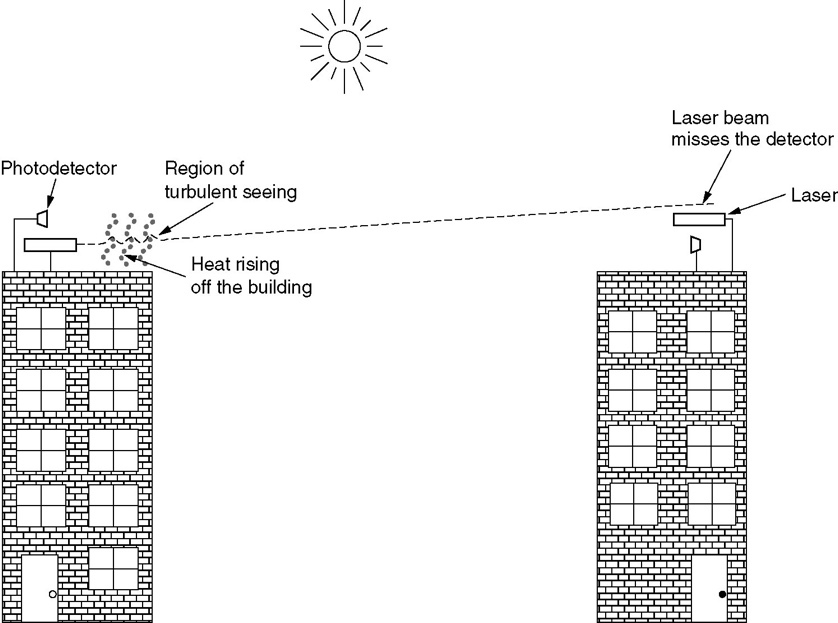 Laser beam
misses the detector
Photodetector
Region of
turbulent seeing
Laser
Heat rising
off the building